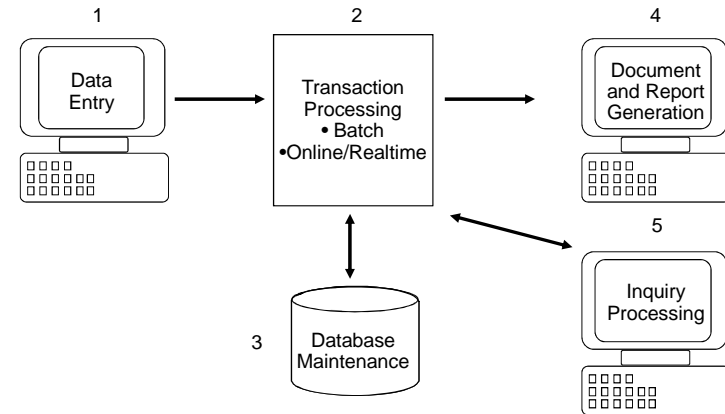 1
Data
Entry
2
Transaction
Processing
• Batch
•Online/Realtime
3
Database
Maintenance
4
Document
and Report
Generation
5
Inquiry
Processing